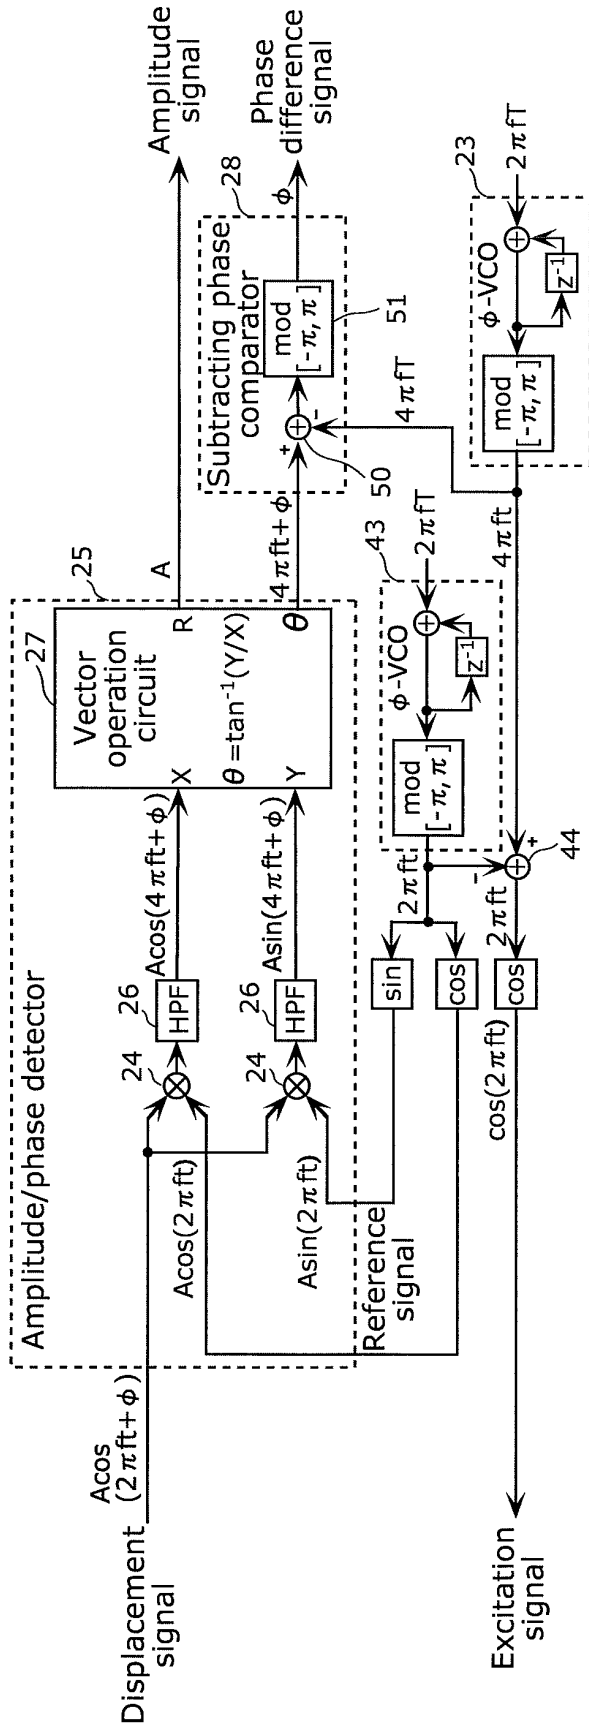 Displacement
signal
Acos
(2πft+ϕ)
Amplitude/phase detector
25
24
26
HPF
Acos(4πft+ϕ)
Acos(2πft)
24
26
HPF
Asin(4πft+ϕ)
Asin(2πft)
27
Vector
operation
circuit
X
R
θ=tan⁻¹(Y/X)
Y
θ
A
Amplitude
signal
4πft+ϕ
Subtracting phase
comparator
28
+
-
50
mod
[-π, π]
51
ϕ
Phase
difference
signal
4πfT
Reference
signal
sin
cos
2πft
43
ϕ-VCO
mod
[-π, π]
+
z⁻¹
2πfT
Excitation
signal
cos(2πft)
cos
2πft
-
+
44
4πft
23
ϕ-VCO
mod
[-π, π]
+
z⁻¹
2πfT